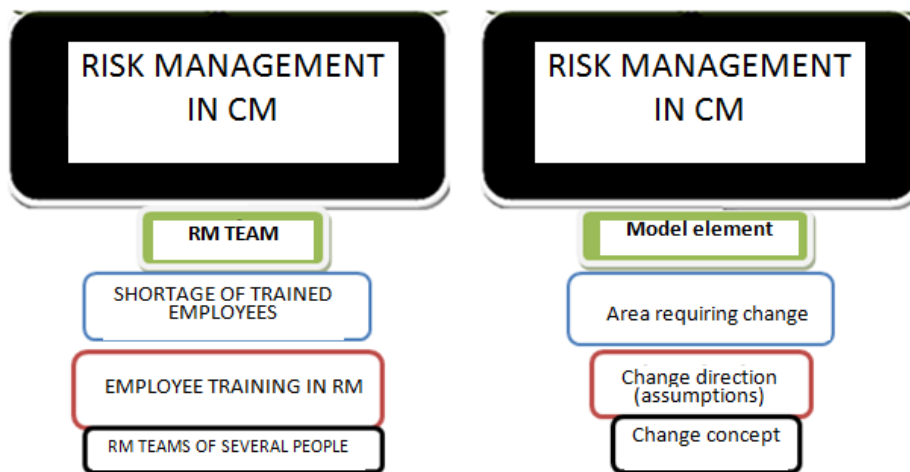 RISK MANAGEMENT
IN CM
RM TEAM
SHORTAGE OF TRAINED
EMPLOYEES
EMPLOYEE TRAINING IN RM
RM TEAMS OF SEVERAL PEOPLE
RISK MANAGEMENT
IN CM
Model element
Area requiring change
Change direction
(assumptions)
Change concept